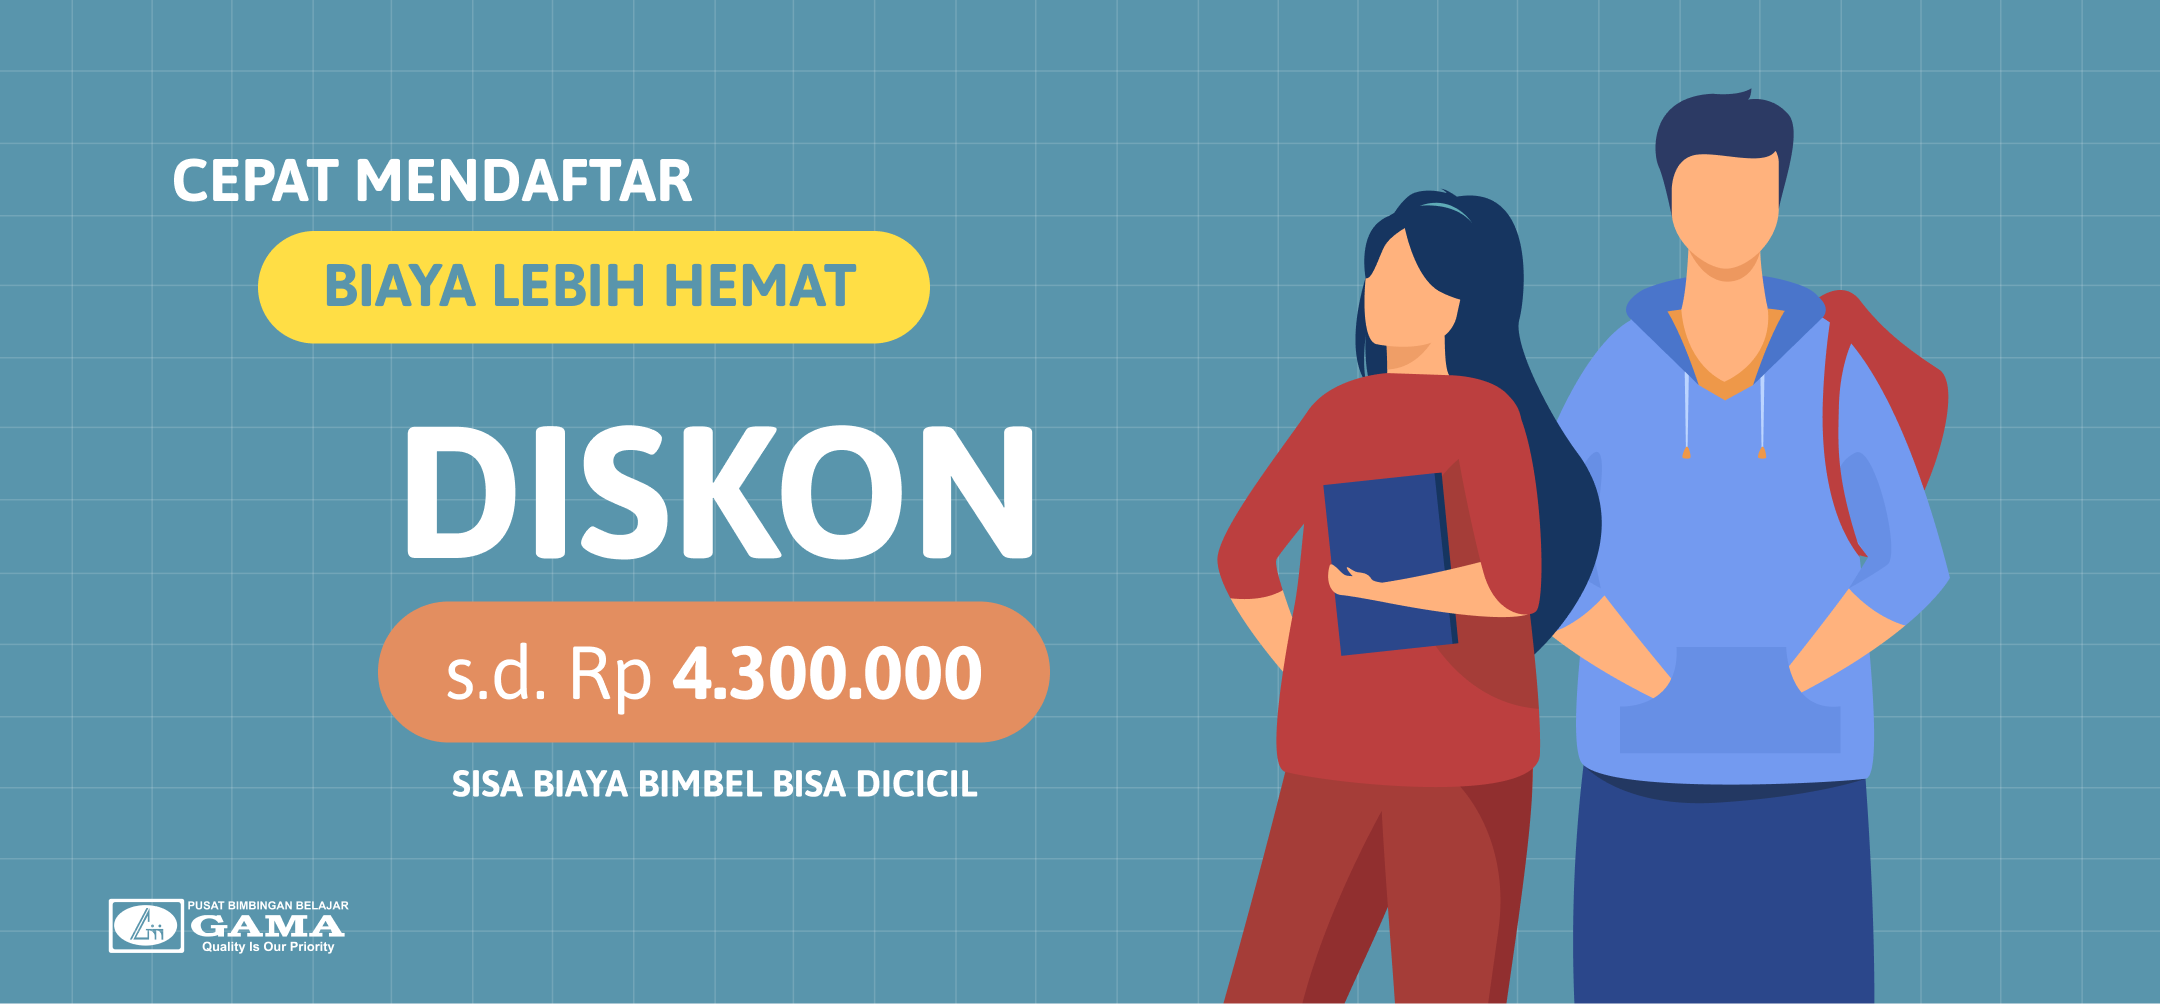 CEPAT MENDAFTAR
BIAYA LEBIH HEMAT
DISKON
s.d. Rp 4.300.000
SISA BIAYA BIMBEL BISA DICICIL
PUSAT BIMBINGAN BELAJAR
GAMA
Quality Is Our Priority